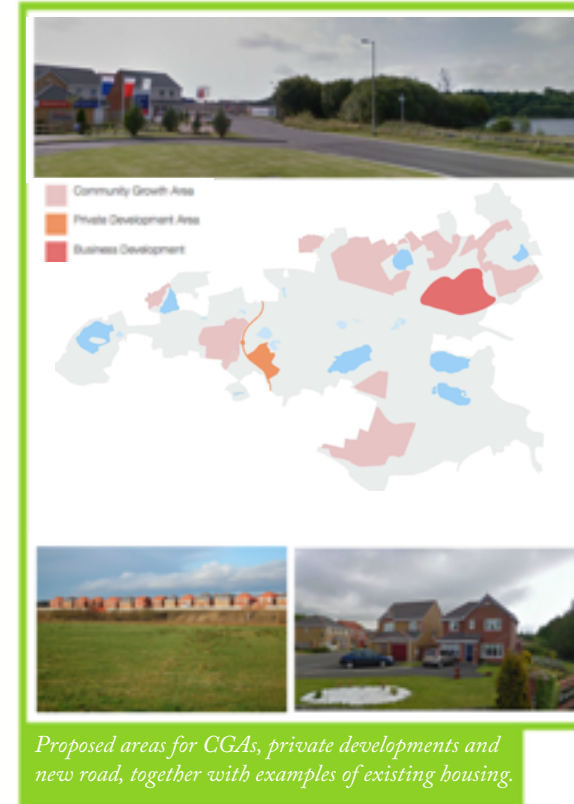 Community Growth Area
Private Development Area
Business Development
Proposed areas for CGAs, private developments and
new road, together with examples of existing housing.